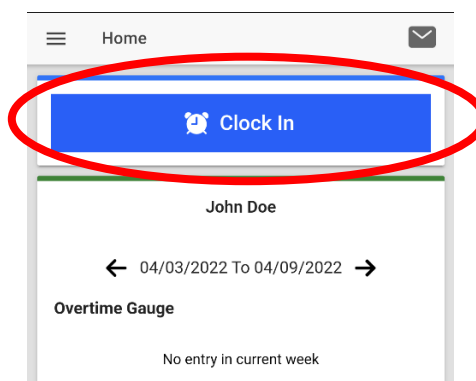 Home
Clock In
John Doe
04/03/2022 To 04/09/2022
Overtime Gauge
No entry in current week